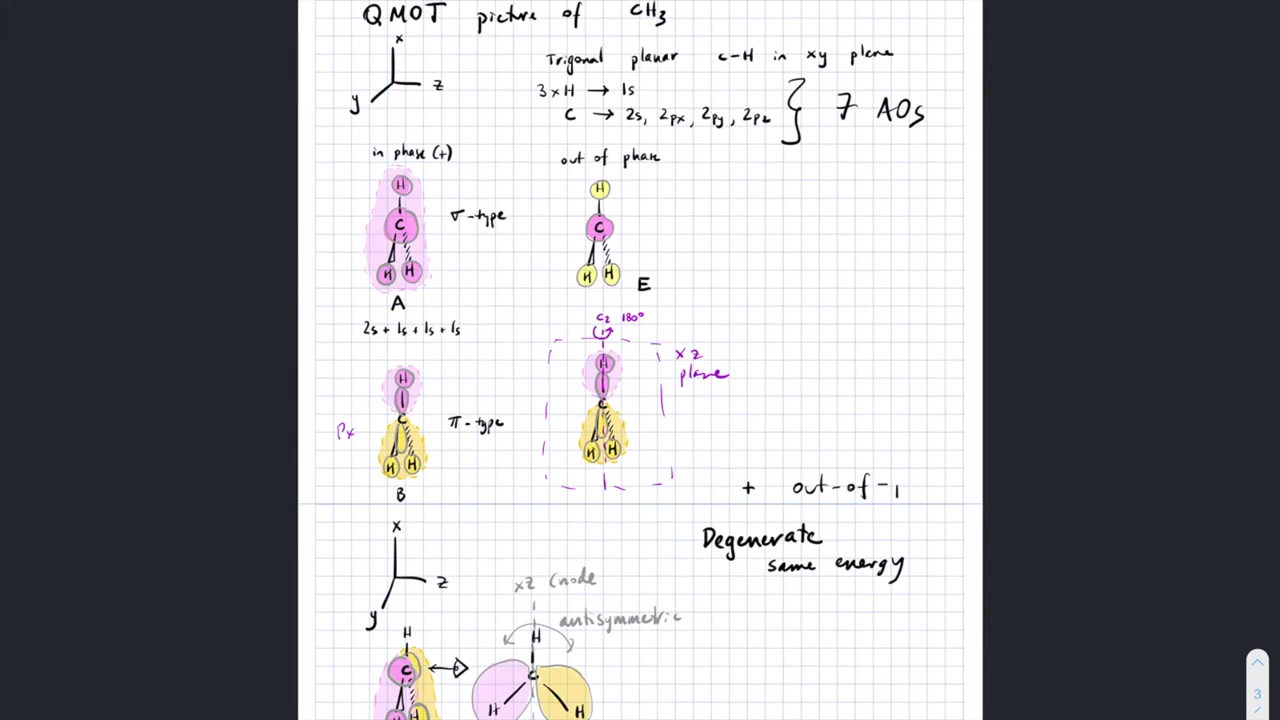 QMOT picture of CH3
x
z
y
Trigonal planar C-H in xy plane
3 x H → 1s
C → 2s, 2px, 2py, 2pz
7 AOs
in phase (+)
out of phase
H
C
H H
σ-type
A
2s + 1s + 1s + 1s
H
C
H H
E
C2 180°
xz
plane
H
C
H H
Px
π-type
B
H
C
H H
+ out-of-1
Degenerate
same energy
x
z
y
xz (node
antisymmetric
H
C
H H
H
C
H H
3